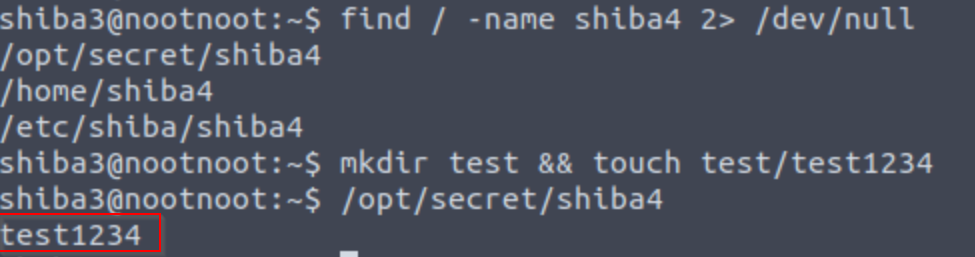 shiba3@nootnoot:~$ find / -name shiba4 2> /dev/null
/opt/secret/shiba4
/home/shiba4
/etc/shiba/shiba4
shiba3@nootnoot:~$ mkdir test && touch test/test1234
shiba3@nootnoot:~$ /opt/secret/shiba4
test1234